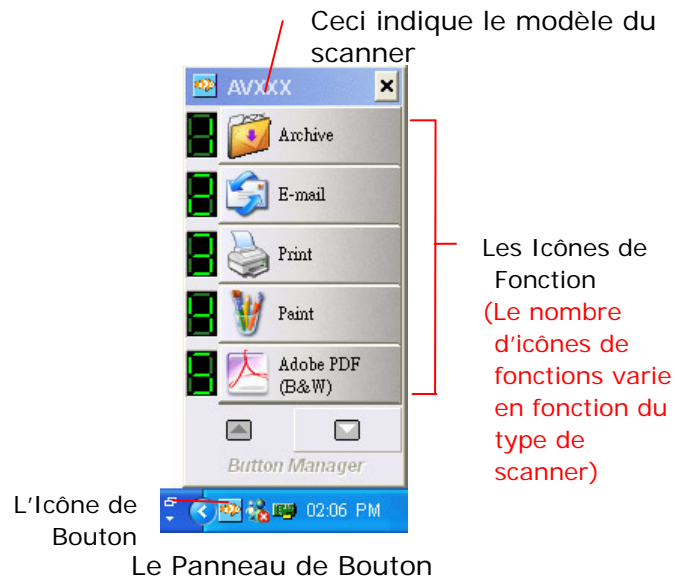 Ceci indique le modèle du
scanner
AVXXX
Archive
E-mail
Print
Paint
Adobe PDF
(B&W)
Button Manager
02:06 PM
Les Icônes de
Fonction
(Le nombre
d'icônes de
fonctions varie
en fonction du
type de
scanner)
L'Icône de
Bouton
Le Panneau de Bouton